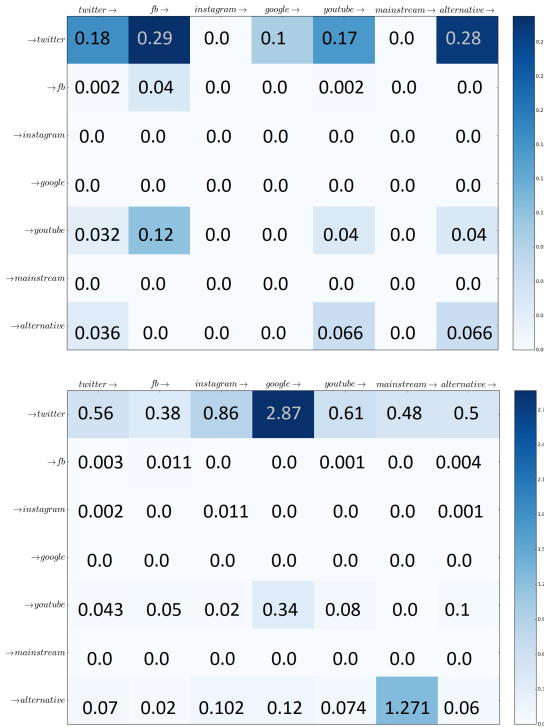 twitter→ fb→ instagram→ google→ youtube→ mainstream→ alternative→
→twitter 0.18 0.29 0.0 0.1 0.17 0.0 0.28
→fb 0.002 0.04 0.0 0.0 0.002 0.0 0.0
→instagram 0.0 0.0 0.0 0.0 0.0 0.0 0.0
→google 0.0 0.0 0.0 0.0 0.0 0.0 0.0
→youtube 0.032 0.12 0.0 0.0 0.04 0.0 0.04
→mainstream 0.0 0.0 0.0 0.0 0.0 0.0 0.0
→alternative 0.036 0.0 0.0 0.0 0.066 0.0 0.066
twitter→ fb→ instagram→ google→ youtube→ mainstream→ alternative→
→twitter 0.56 0.38 0.86 2.87 0.61 0.48 0.5
→fb 0.003 0.011 0.0 0.0 0.001 0.0 0.004
→instagram 0.002 0.0 0.011 0.0 0.0 0.0 0.001
→google 0.0 0.0 0.0 0.0 0.0 0.0 0.0
→youtube 0.043 0.05 0.02 0.34 0.08 0.0 0.1
→mainstream 0.0 0.0 0.0 0.0 0.0 0.0 0.0
→alternative 0.07 0.02 0.102 0.12 0.074 1.271 0.06